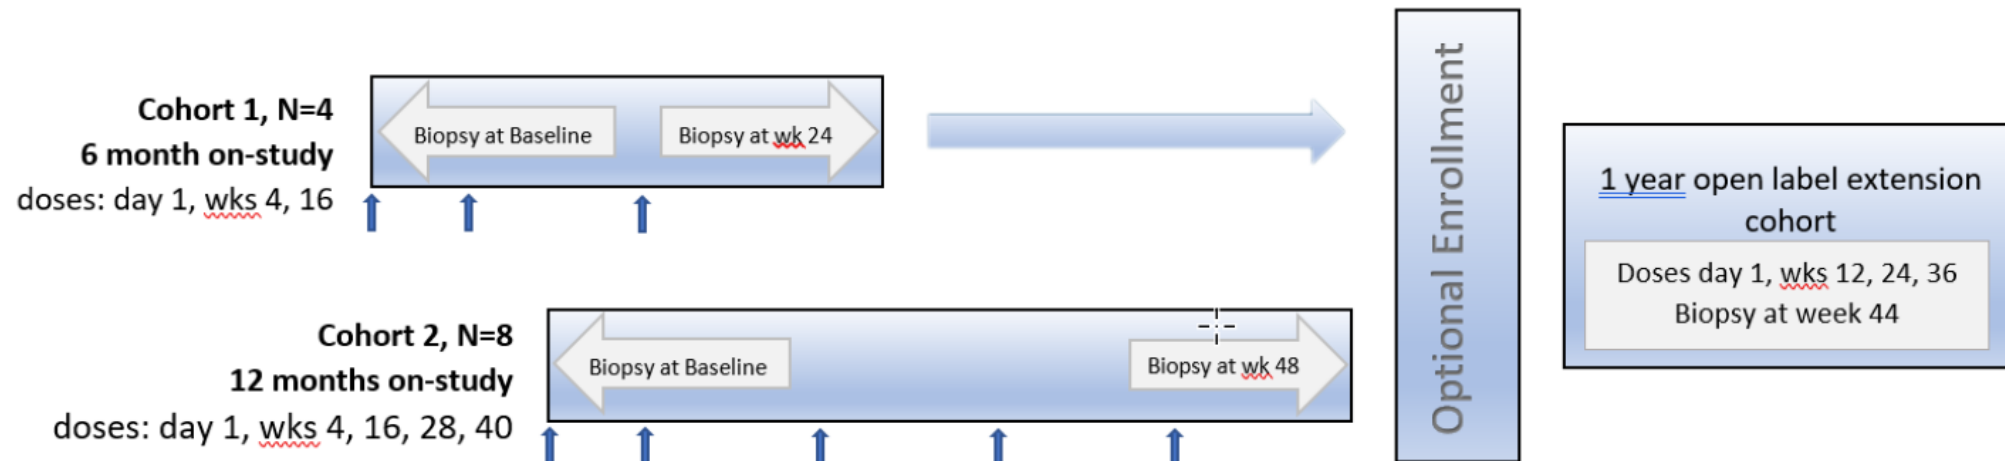 Cohort 1, N=4
6 month on-study
doses: day 1, wks 4, 16
Biopsy at Baseline
Biopsy at wk 24
Cohort 2, N=8
12 months on-study
doses: day 1, wks 4, 16, 28, 40
Biopsy at Baseline
Biopsy at wk 48
Optional Enrollment
1 year open label extension
cohort
Doses day 1, wks 12, 24, 36
Biopsy at week 44